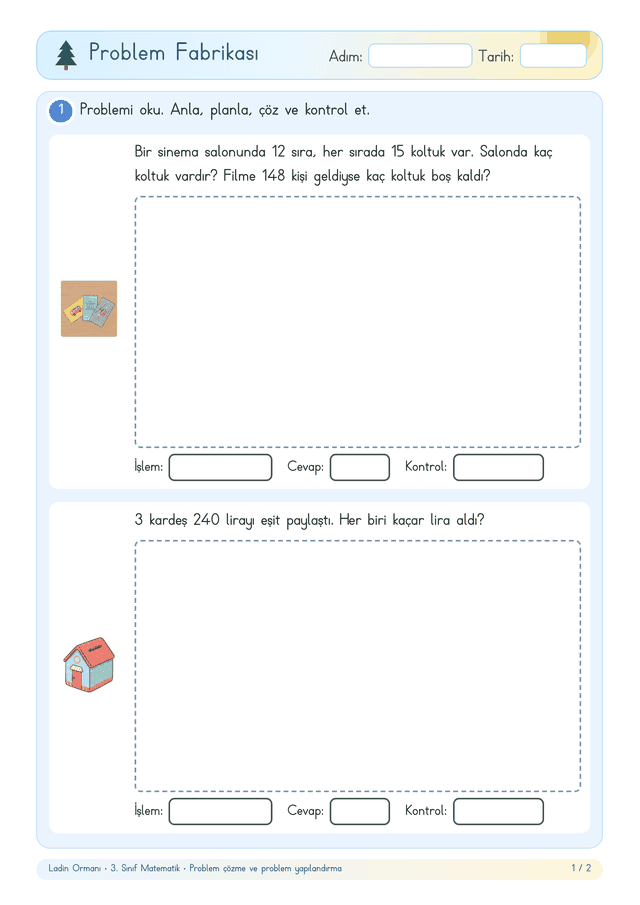 Problem Fabrikası
Adım:
Tarih:
1 Problemi oku. Anla, planla, çöz ve kontrol et.
Bir sinema salonunda 12 sıra, her sırada 15 koltuk var. Salonda kaç
koltuk vardır? Filme 148 kişi geldiyse kaç koltuk boş kaldı?
İşlem:
Cevap:
Kontrol:
3 kardeş 240 lirayı eşit paylaştı. Her biri kaçar lira aldı?
İşlem:
Cevap:
Kontrol:
Ladin Ormanı • 3. Sınıf Matematik • Problem çözme ve problem yapılandırma
1 / 2